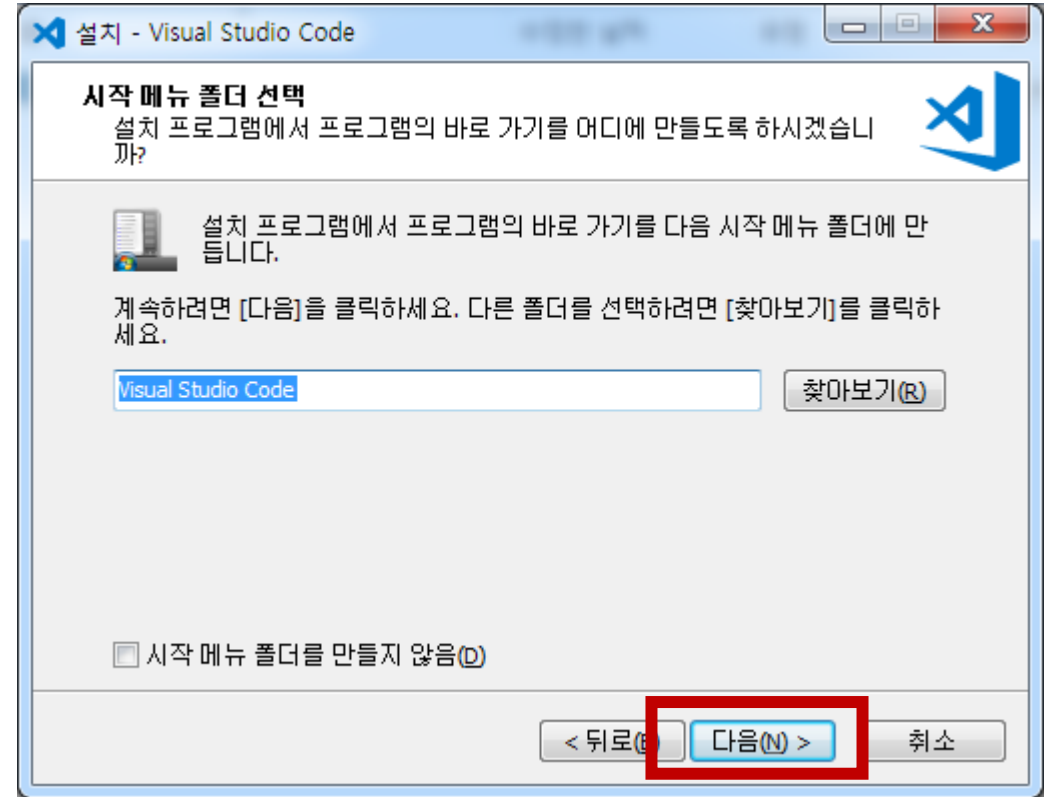 설치 - Visual Studio Code
시작 메뉴 폴더 선택
설치 프로그램에서 프로그램의 바로 가기를 어디에 만들도록 하시겠습니
까?
설치 프로그램에서 프로그램의 바로 가기를 다음 시작 메뉴 폴더에 만
듭니다.
계속하려면 [다음]을 클릭하세요. 다른 폴더를 선택하려면 [찾아보기]를 클릭하
세요.
Visual Studio Code
찾아보기(R)
시작 메뉴 폴더를 만들지 않음(D)
< 뒤로 다음(N) > 취소